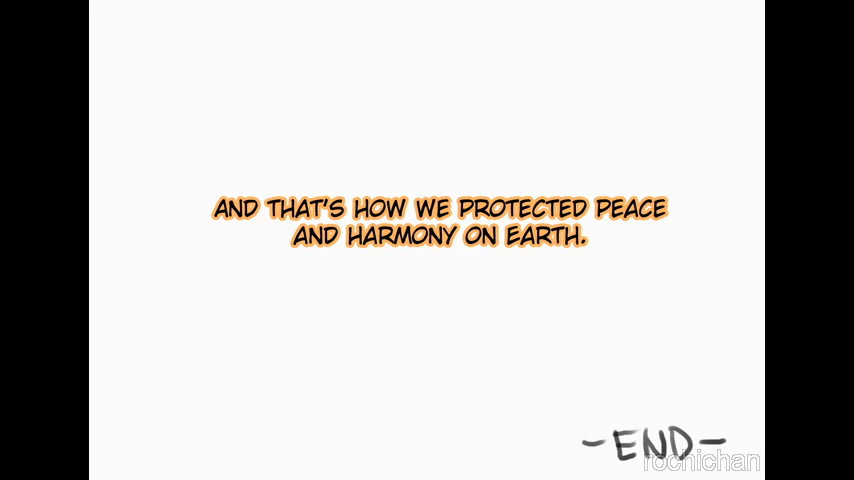 AND THAT'S HOW WE PROTECTED PEACE
AND HARMONY ON EARTH.
-END-
rochichan